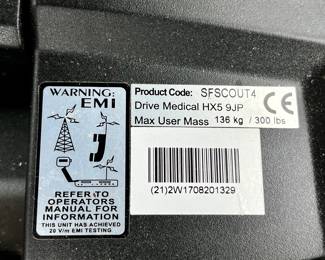 WARNING:
EMI
REFER TO
OPERATORS
MANUAL FOR
INFORMATION
THIS UNIT HAS ACHIEVED
20 V/m EMI TESTING
Product Code: SFSCOUT4
Drive Medical HX5 9JP
Max User Mass 136 kg / 300 lbs
CE
(21)2W1708201329